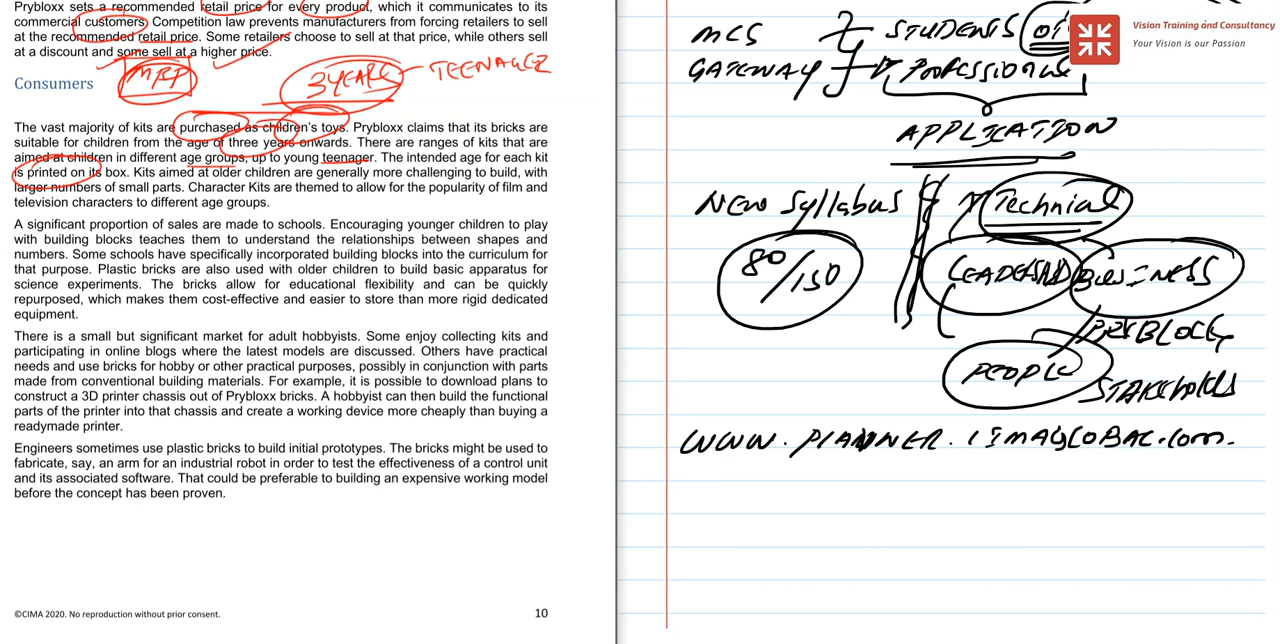 Prybloxx sets a recommended retail price for every product, which it communicates to its
commercial customers. Competition law prevents manufacturers from forcing retailers to sell
at the recommended retail price. Some retailers choose to sell at that price, while others sell
at a discount and some sell at a higher price.
MRP
3 YEARS - TEENAGER
Consumers
The vast majority of kits are purchased as children's toys. Prybloxx claims that its bricks are
suitable for children from the age of three years onwards. There are ranges of kits that are
aimed at children in different age groups, up to young teenager. The intended age for each kit
is printed on its box. Kits aimed at older children are generally more challenging to build, with
larger numbers of small parts. Character Kits are themed to allow for the popularity of film and
television characters to different age groups.
A significant proportion of sales are made to schools. Encouraging younger children to play
with building blocks teaches them to understand the relationships between shapes and
numbers. Some schools have specifically incorporated building blocks into the curriculum for
that purpose. Plastic bricks are also used with older children to build basic apparatus for
science experiments. The bricks allow for educational flexibility and can be quickly
repurposed, which makes them cost-effective and easier to store than more rigid dedicated
equipment.
There is a small but significant market for adult hobbyists. Some enjoy collecting kits and
participating in online blogs where the latest models are discussed. Others have practical
needs and use bricks for hobby or other practical purposes, possibly in conjunction with parts
made from conventional building materials. For example, it is possible to download plans to
construct a 3D printer chassis out of Prybloxx bricks. A hobbyist can then build the functional
parts of the printer into that chassis and create a working device more cheaply than buying a
readymade printer.
Engineers sometimes use plastic bricks to build initial prototypes. The bricks might be used to
fabricate, say, an arm for an industrial robot in order to test the effectiveness of a control unit
and its associated software. That could be preferable to building an expensive working model
before the concept has been proven.
©CIMA 2020. No reproduction without prior consent. 10
Vision Training and Consultancy
Your Vision is our Passion
MCS STUDENTS
GATEWAY PROFESSIONALS
APPLICATION
New Syllabus Technial
80/150 LEADERSHIP BUSINESS
PRYBLOCX
PEOPLE
STAKEHOLDERS
WWW.PLANNER.CIMAGLOBAL.Com.